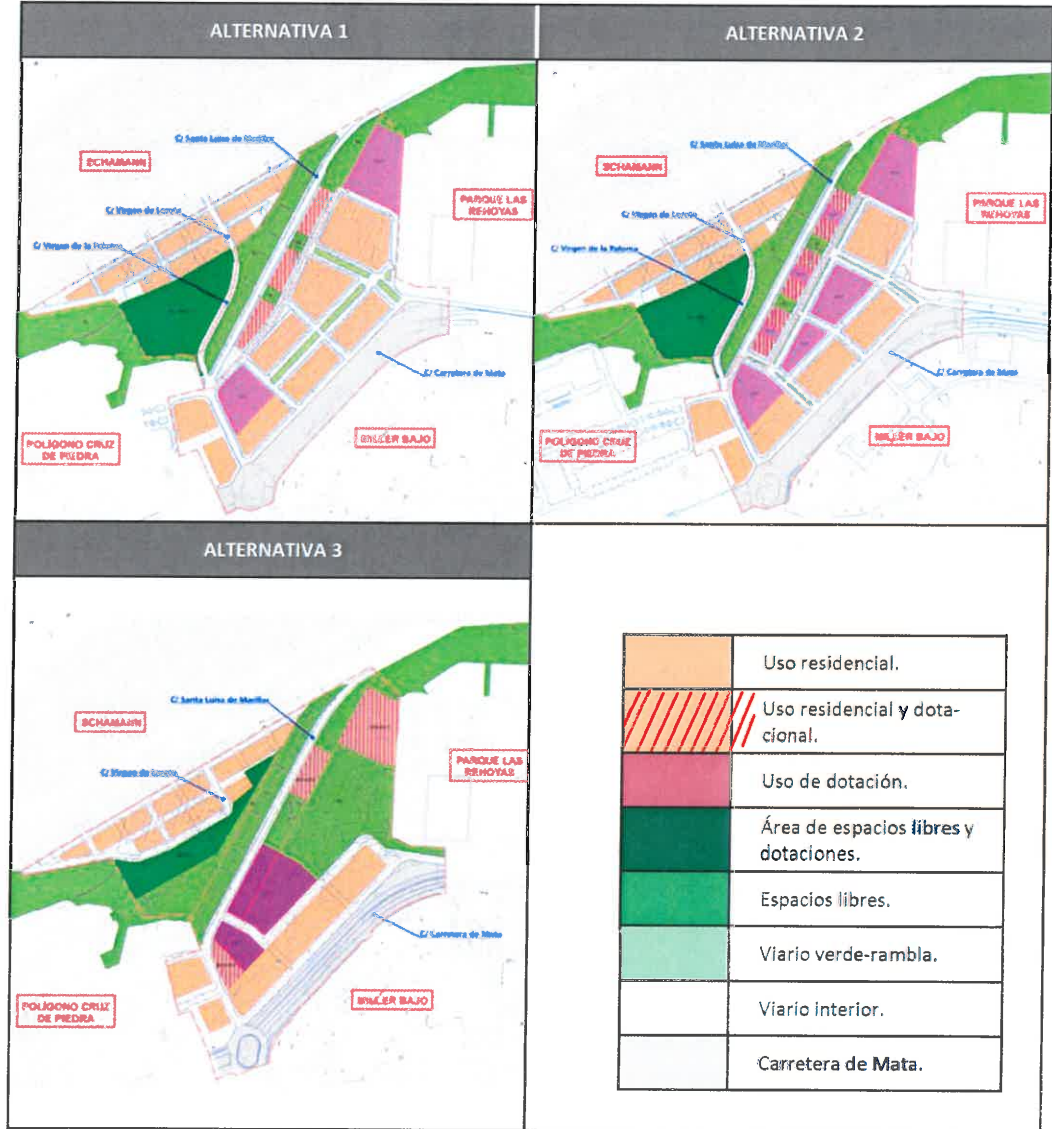 ALTERNATIVA 1
ALTERNATIVA 2
C/ Santa Luisa de Marillac
SCHAMANN
PARQUE LAS
REHOYAS
C/ Virgen de Loreto
C/ Virgen de la Paloma
C/ Carretera de Mata
POLÍGONO CRUZ
DE PIEDRA
MILLER BAJO
C/ Santa Luisa de Marillac
SCHAMANN
PARQUE LAS
REHOYAS
C/ Virgen de Loreto
C/ Virgen de la Paloma
C/ Carretera de Mata
POLÍGONO CRUZ
DE PIEDRA
MILLER BAJO
ALTERNATIVA 3
C/ Santa Luisa de Marillac
SCHAMANN
PARQUE LAS
REHOYAS
C/ Virgen de Loreto
C/ Carretera de Mata
POLÍGONO CRUZ
DE PIEDRA
MILLER BAJO
Uso residencial.
Uso residencial y dota-
cional.
Uso de dotación.
Área de espacios libres y
dotaciones.
Espacios libres.
Viario verde-rambla.
Viario interior.
Carretera de Mata.